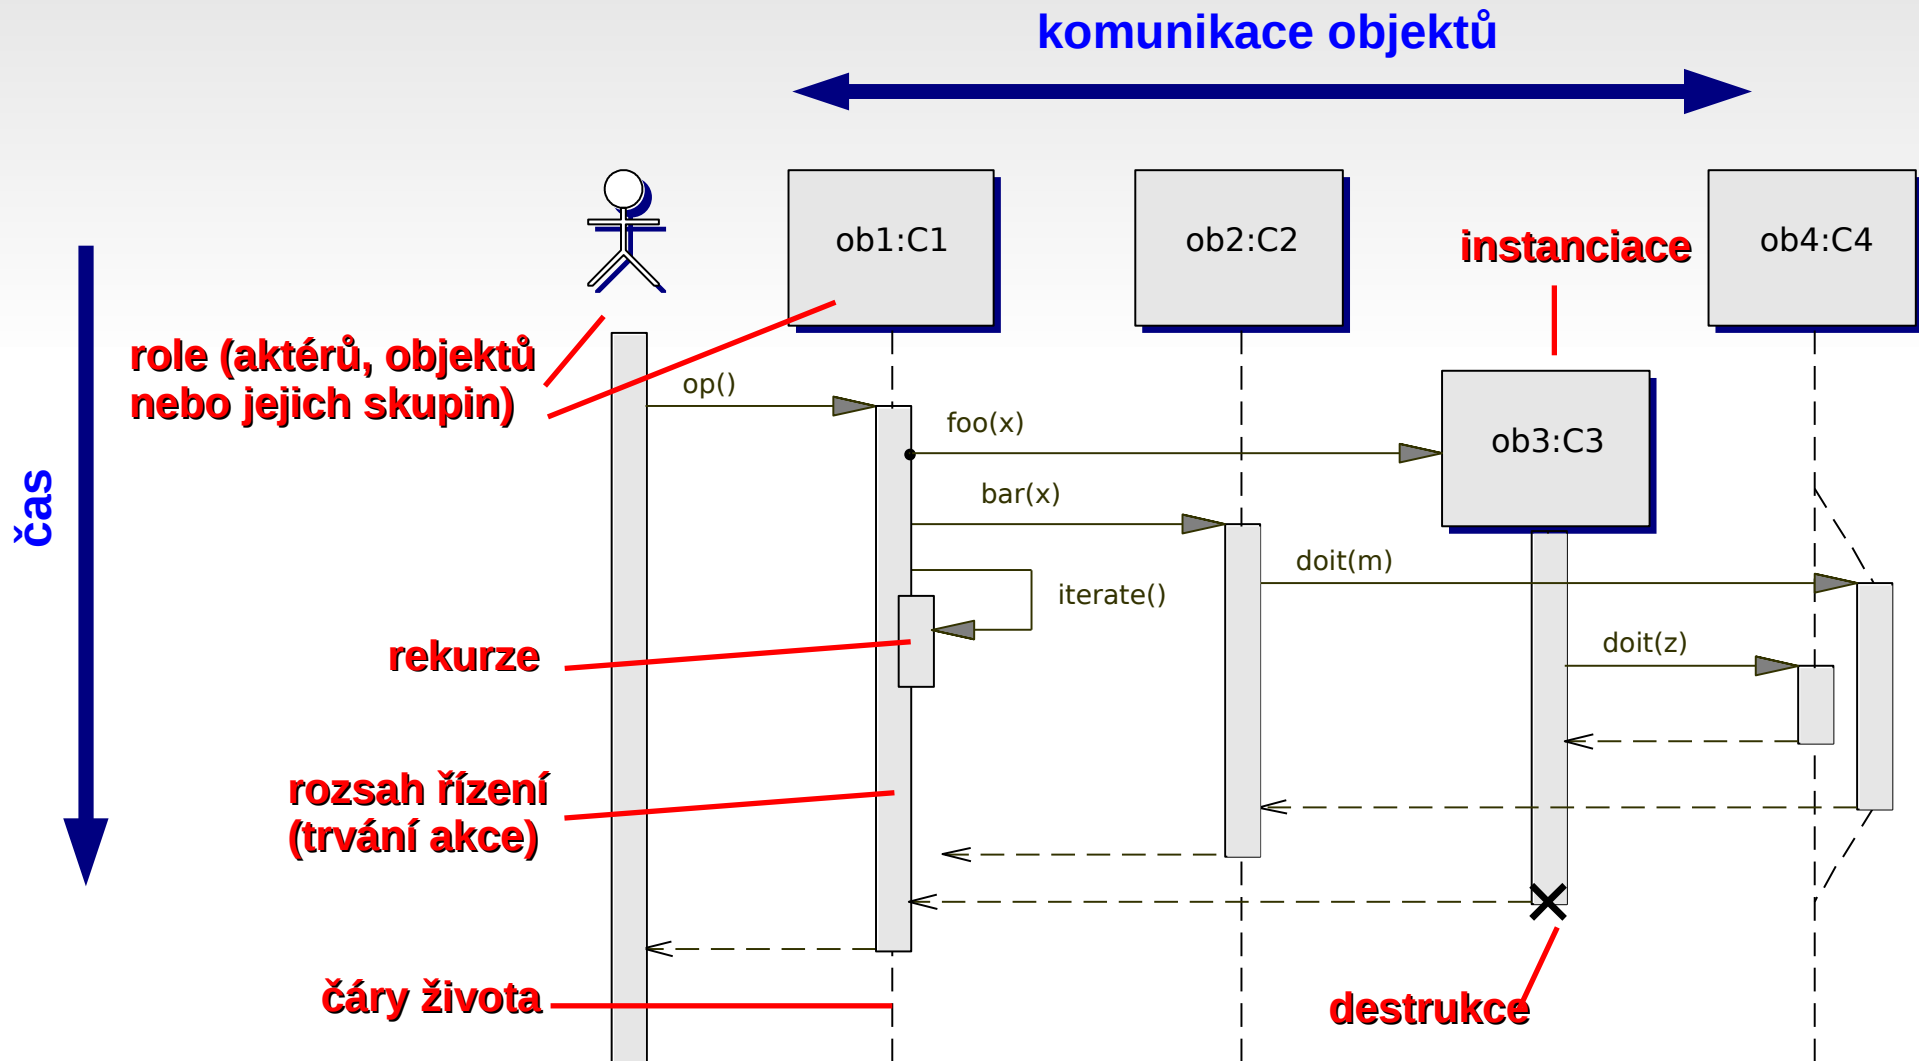 komunikace objektů
ob1:C1
ob2:C2
instanciace
ob4:C4
role (aktérů, objektů
nebo jejich skupin)
op()
foo(x)
ob3:C3
čas
bar(x)
doit(m)
iterate()
doit(z)
rekurze
rozsah řízení
(trvání akce)
čáry života
destrukce